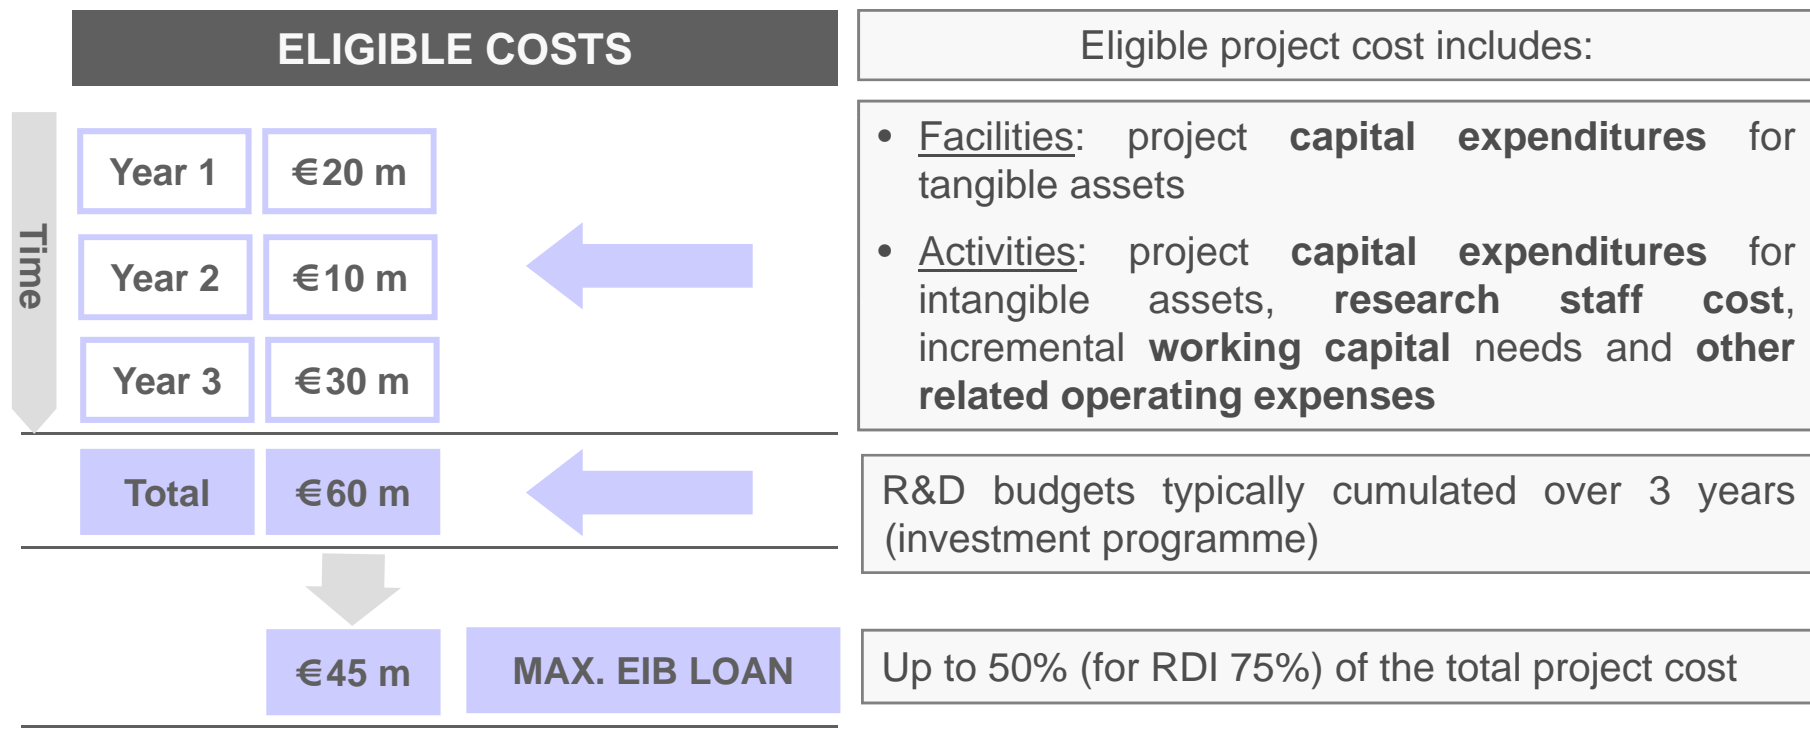 ELIGIBLE COSTS
Eligible project cost includes:
Time
Year 1 €20 m
Year 2 €10 m
Year 3 €30 m
• Facilities: project capital expenditures for
tangible assets
• Activities: project capital expenditures for
intangible assets, research staff cost,
incremental working capital needs and other
related operating expenses
Total €60 m
R&D budgets typically cumulated over 3 years
(investment programme)
€45 m MAX. EIB LOAN
Up to 50% (for RDI 75%) of the total project cost